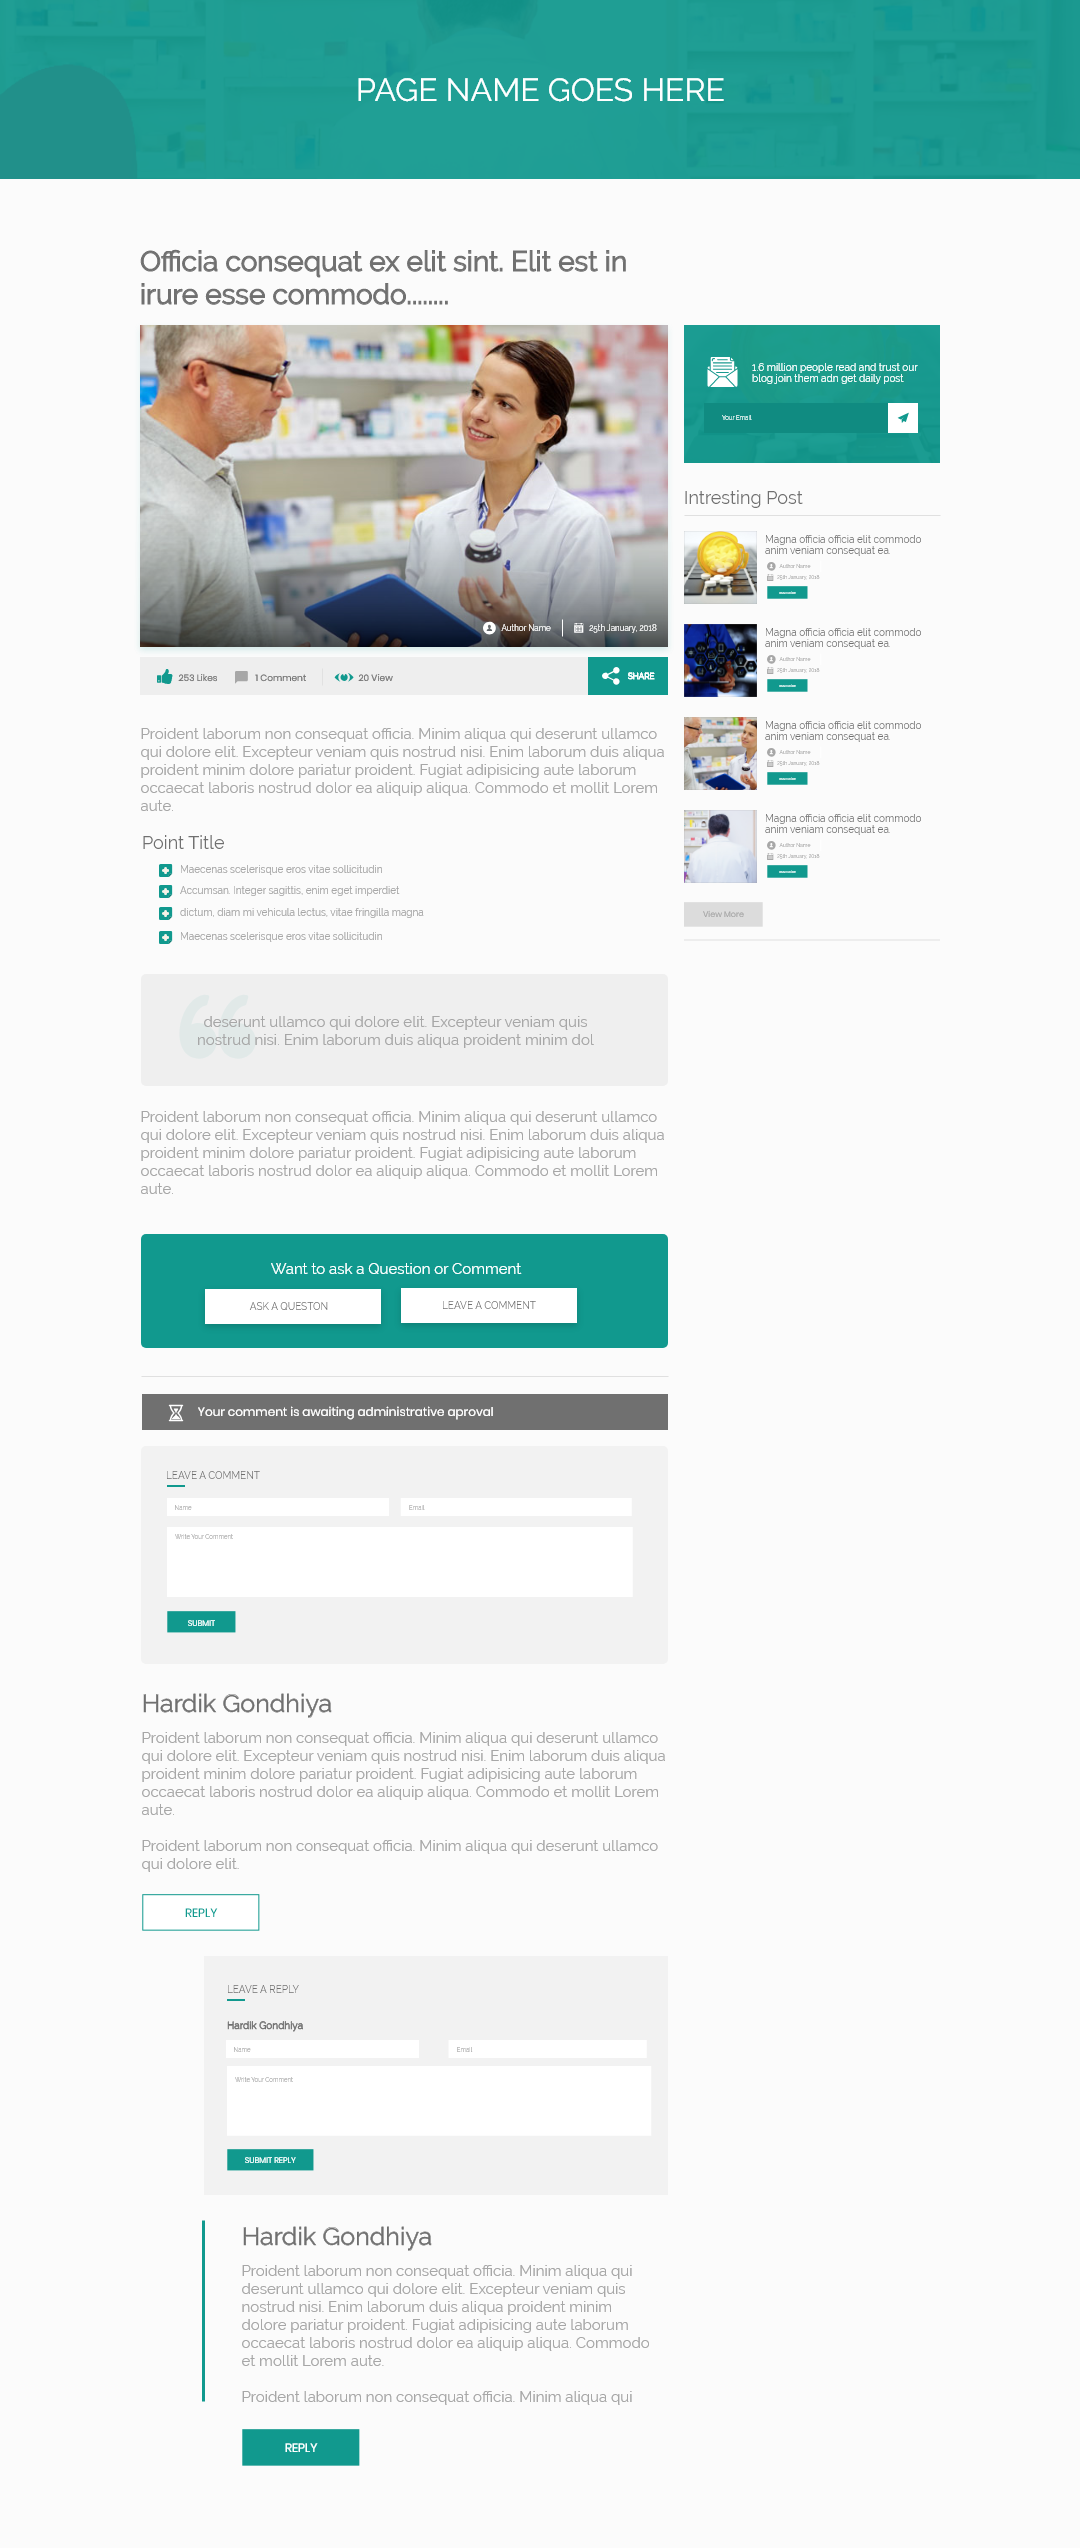 PAGE NAME GOES HERE
Officia consequat ex elit sint. Elit est in
irure esse commodo........
Author Name
25th January, 2018
253 Likes
1 Comment
20 View
SHARE
Proident laborum non consequat officia. Minim aliqua qui deserunt ullamco
qui dolore elit. Excepteur veniam quis nostrud nisi. Enim laborum duis aliqua
proident minim dolore pariatur proident. Fugiat adipisicing aute laborum
occaecat laboris nostrud dolor ea aliquip aliqua. Commodo et mollit Lorem
aute.
Point Title
Maecenas scelerisque eros vitae sollicitudin
Accumsan. Integer sagittis, enim eget imperdiet
dictum, diam mi vehicula lectus, vitae fringilla magna
Maecenas scelerisque eros vitae sollicitudin
deserunt ullamco qui dolore elit. Excepteur veniam quis
nostrud nisi. Enim laborum duis aliqua proident minim dol
Proident laborum non consequat officia. Minim aliqua qui deserunt ullamco
qui dolore elit. Excepteur veniam quis nostrud nisi. Enim laborum duis aliqua
proident minim dolore pariatur proident. Fugiat adipisicing aute laborum
occaecat laboris nostrud dolor ea aliquip aliqua. Commodo et mollit Lorem
aute.
Want to ask a Question or Comment
ASK A QUESTON
LEAVE A COMMENT
Your comment is awaiting administrative aproval
LEAVE A COMMENT
Name
Email
Write Your Comment
SUBMIT
Hardik Gondhiya
Proident laborum non consequat officia. Minim aliqua qui deserunt ullamco
qui dolore elit. Excepteur veniam quis nostrud nisi. Enim laborum duis aliqua
proident minim dolore pariatur proident. Fugiat adipisicing aute laborum
occaecat laboris nostrud dolor ea aliquip aliqua. Commodo et mollit Lorem
aute.
Proident laborum non consequat officia. Minim aliqua qui deserunt ullamco
qui dolore elit.
REPLY
LEAVE A REPLY
Hardik Gondhiya
Name
Email
Write Your Comment
SUBMIT REPLY
Hardik Gondhiya
Proident laborum non consequat officia. Minim aliqua qui
deserunt ullamco qui dolore elit. Excepteur veniam quis
nostrud nisi. Enim laborum duis aliqua proident minim
dolore pariatur proident. Fugiat adipisicing aute laborum
occaecat laboris nostrud dolor ea aliquip aliqua. Commodo
et mollit Lorem aute.
Proident laborum non consequat officia. Minim aliqua qui
REPLY
1.6 million people read and trust our
blog.join them adn get daily post
Your Email
Intresting Post
Magna officia officia elit commodo
anim veniam consequat ea.
Author Name
25th January, 2018
Magna officia officia elit commodo
anim veniam consequat ea.
Author Name
25th January, 2018
Magna officia officia elit commodo
anim veniam consequat ea.
Author Name
25th January, 2018
Magna officia officia elit commodo
anim veniam consequat ea.
Author Name
25th January, 2018
View More